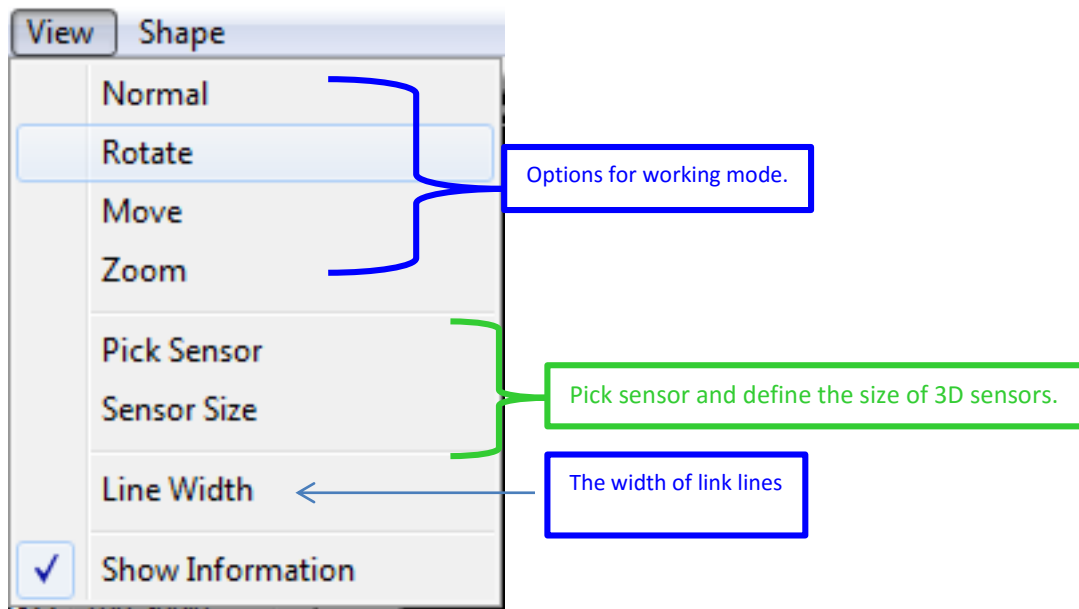 View Shape
Normal
Rotate
Options for working mode.
Move
Zoom
Pick Sensor
Pick sensor and define the size of 3D sensors.
Sensor Size
Line Width
The width of link lines
Show Information